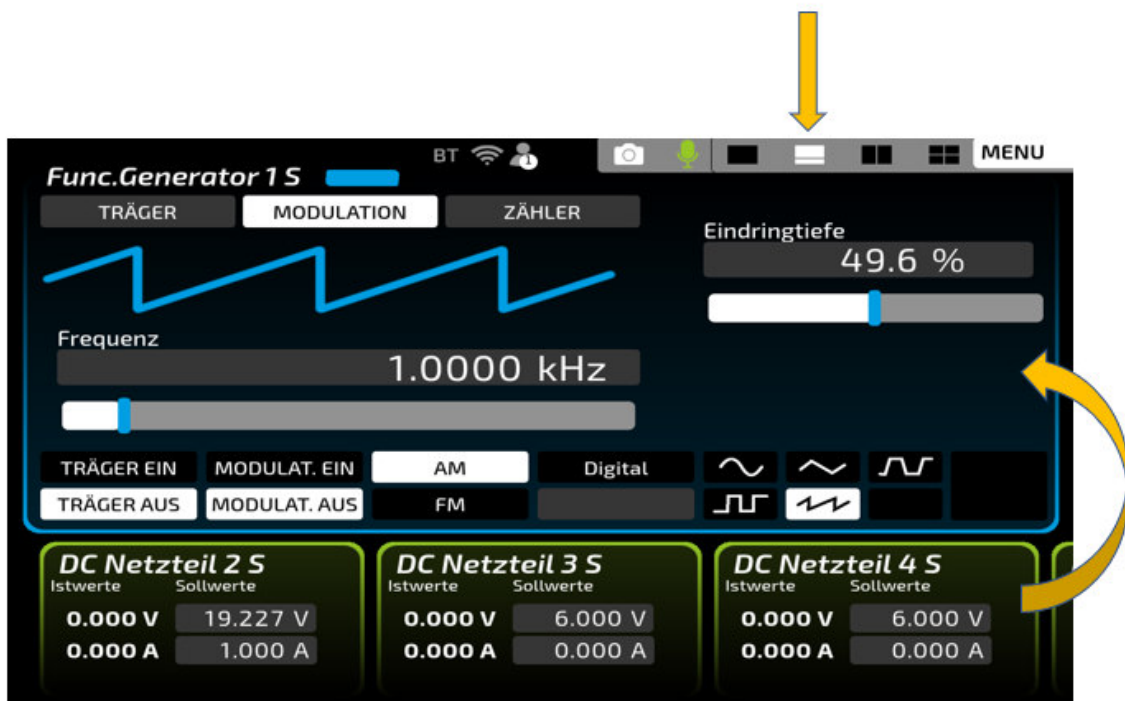 BT 1 MENU
Func.Generator 1 S
TRÄGER MODULATION ZÄHLER
Eindringtiefe
49.6 %
Frequenz
1.0000 kHz
TRÄGER EIN MODULAT. EIN AM Digital
TRÄGER AUS MODULAT. AUS FM
DC Netzteil 2 S DC Netzteil 3 S DC Netzteil 4 S
Istwerte Sollwerte Istwerte Sollwerte Istwerte Sollwerte
0.000 V 19.227 V 0.000 V 6.000 V 0.000 V 6.000 V
0.000 A 1.000 A 0.000 A 0.000 A 0.000 A 0.000 A